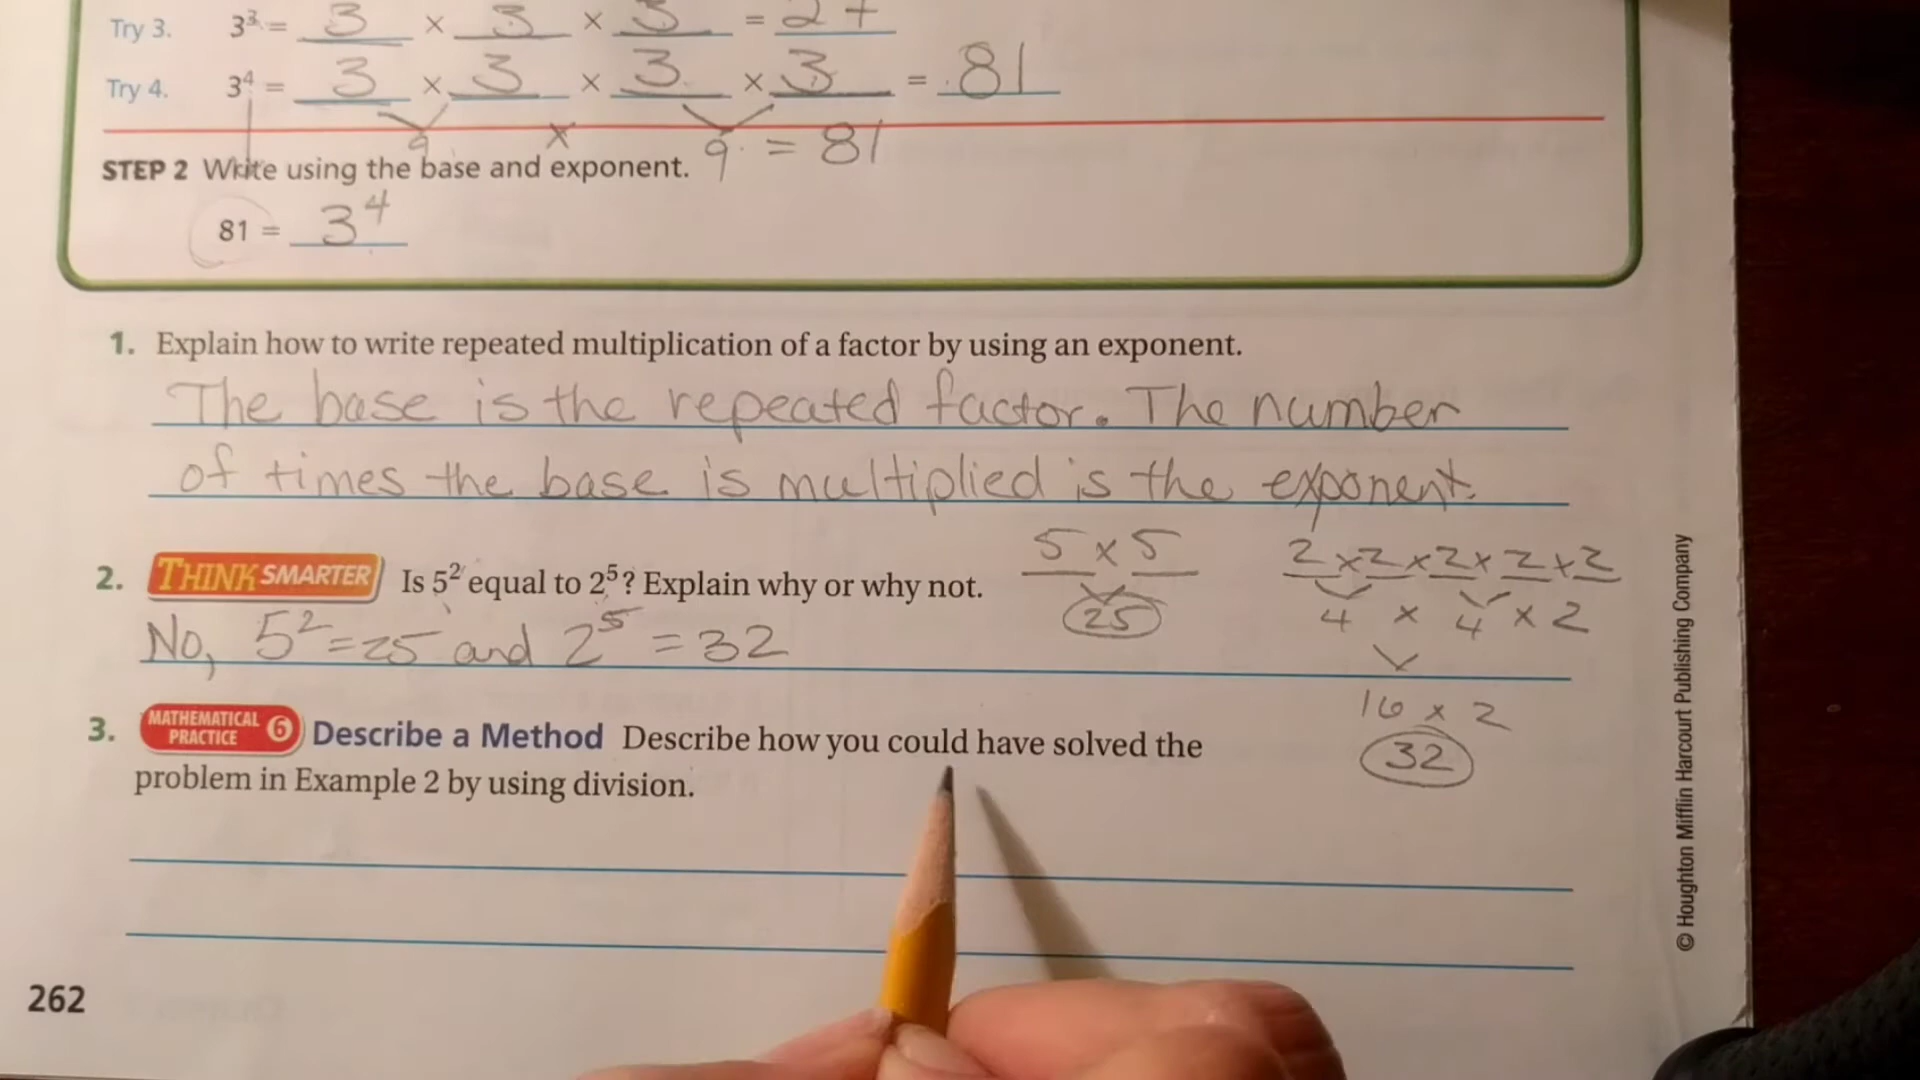 Try 3. 3³ = 3 × 3 × 3 = 27
Try 4. 3⁴ = 3 × 3 × 3 × 3 = 81
9 × 9 = 81
STEP 2 Write using the base and exponent.
81 = 3⁴
1. Explain how to write repeated multiplication of a factor by using an exponent.
The base is the repeated factor. The number
of times the base is multiplied is the exponent.
5 × 5
2 × 2 × 2 × 2 × 2
2. THINK SMARTER Is 5² equal to 2⁵? Explain why or why not.
25
4 × 4 × 2
No, 5² = 25 and 2⁵ = 32
16 × 2
32
3. MATHEMATICAL PRACTICE 6 Describe a Method Describe how you could have solved the
problem in Example 2 by using division.
262
© Houghton Mifflin Harcourt Publishing Company